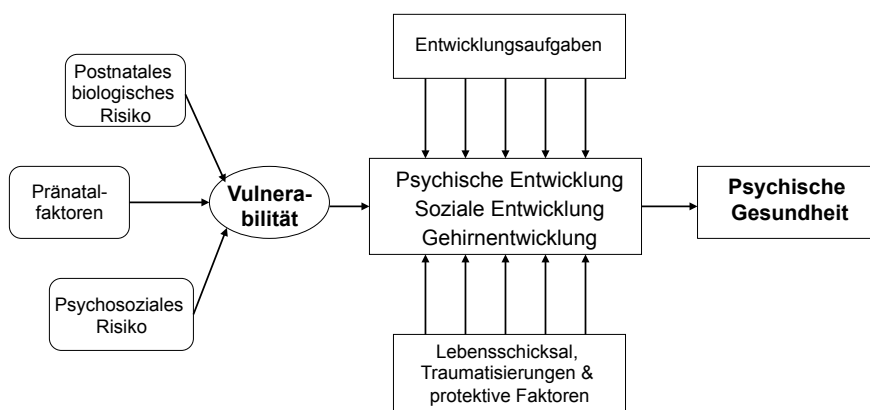 Postnatales
biologisches
Risiko
Pränatal-
faktoren
Psychosoziales
Risiko
Vulnera-
bilität
Entwicklungsaufgaben
Psychische Entwicklung
Soziale Entwicklung
Gehirnentwicklung
Lebensschicksal,
Traumatisierungen &
protektive Faktoren
Psychische
Gesundheit